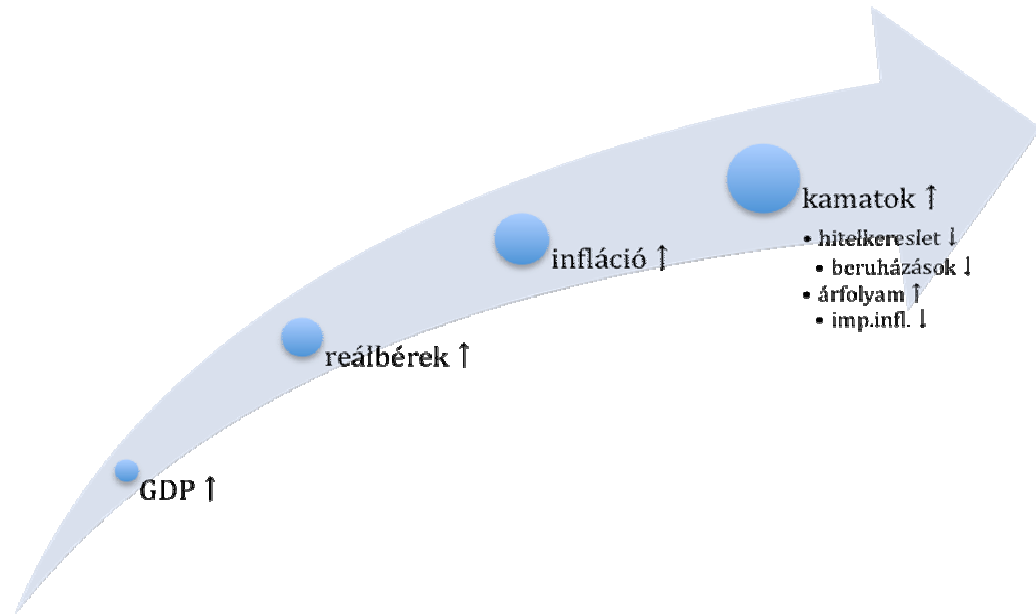 kamatok ↑
• hitelkereslet ↓
• beruházások ↓
• árfolyam ↑
• imp.infl. ↓
infláció ↑
reálbérek ↑
GDP ↑